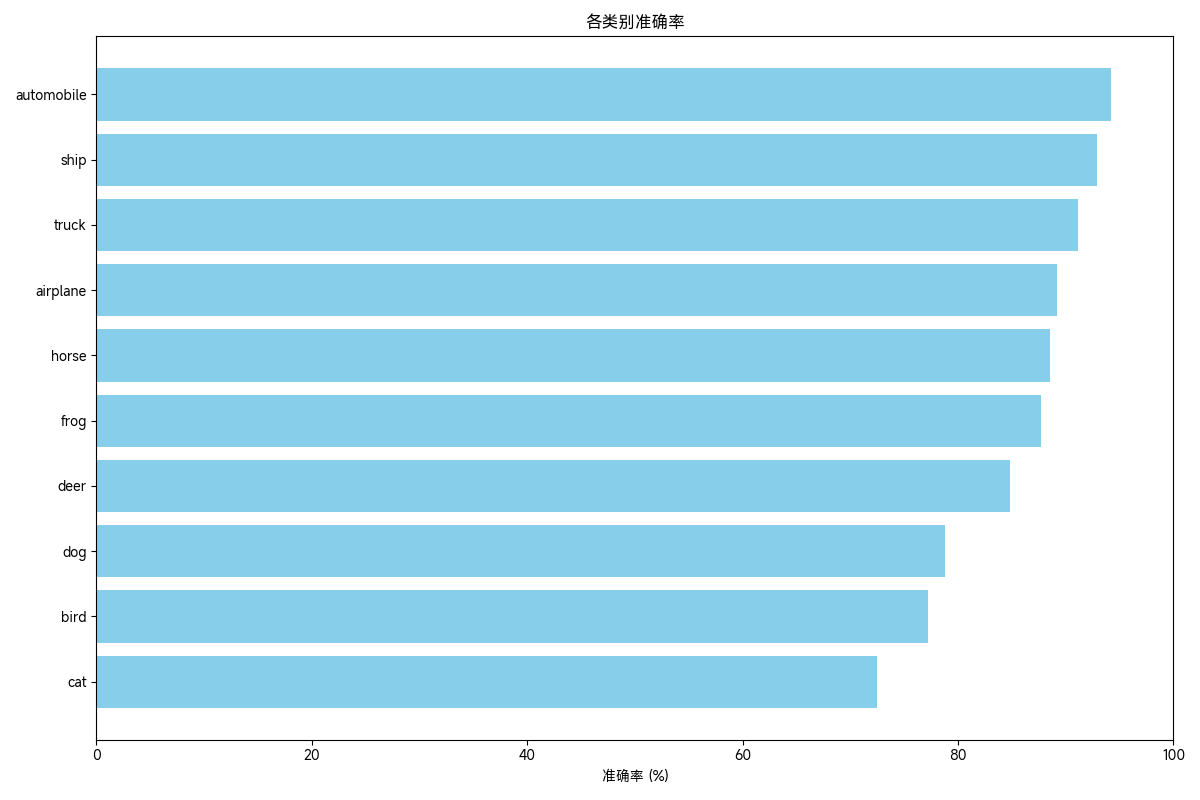 各类别准确率
automobile
ship
truck
airplane
horse
frog
deer
dog
bird
cat
0 20 40 60 80 100
准确率 (%)